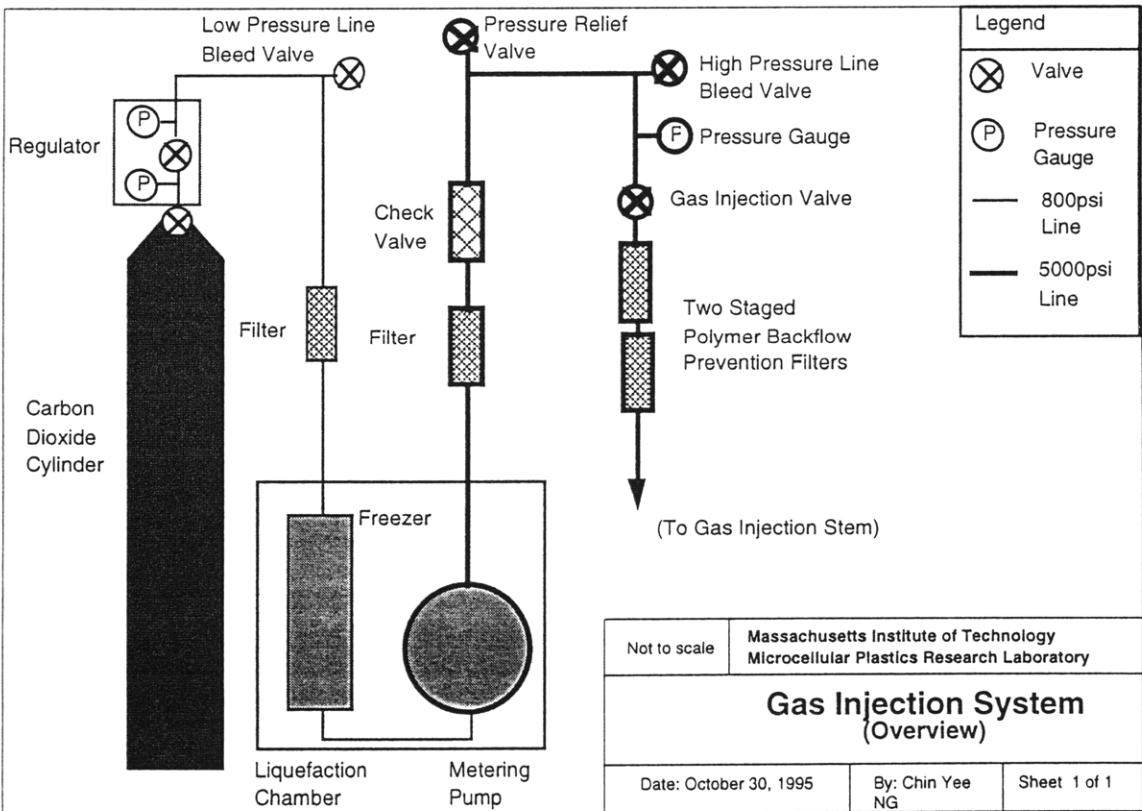 Low Pressure Line
Bleed Valve
Pressure Relief
Valve
High Pressure Line
Bleed Valve
Legend
Valve
P
Pressure
Gauge
800psi
Line
5000psi
Line
Regulator
P
P
F
Pressure Gauge
Check
Valve
Gas Injection Valve
Filter
Filter
Two Staged
Polymer Backflow
Prevention Filters
Carbon
Dioxide
Cylinder
Freezer
(To Gas Injection Stem)
Liquefaction
Chamber
Metering
Pump
Not to scale
Massachusetts Institute of Technology
Microcellular Plastics Research Laboratory
Gas Injection System
(Overview)
Date: October 30, 1995
By: Chin Yee
NG
Sheet 1 of 1